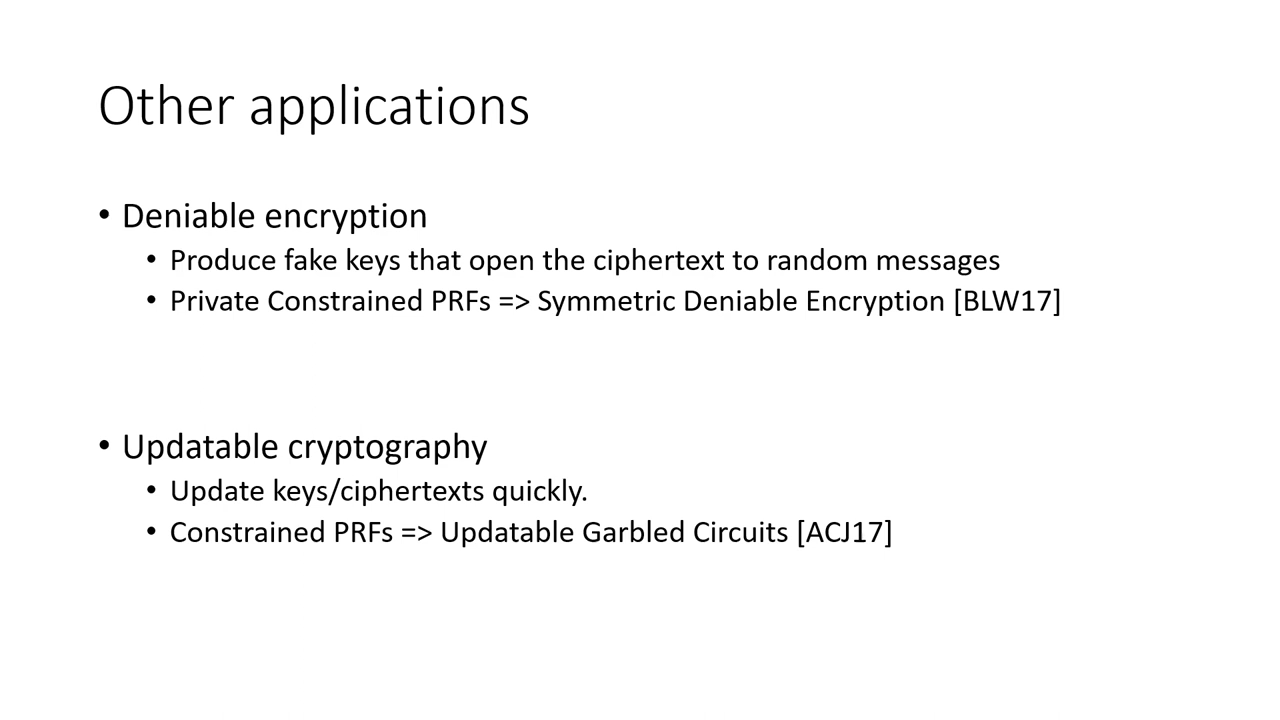 Other applications
• Deniable encryption
• Produce fake keys that open the ciphertext to random messages
• Private Constrained PRFs => Symmetric Deniable Encryption [BLW17]
• Updatable cryptography
• Update keys/ciphertexts quickly.
• Constrained PRFs => Updatable Garbled Circuits [ACJ17]